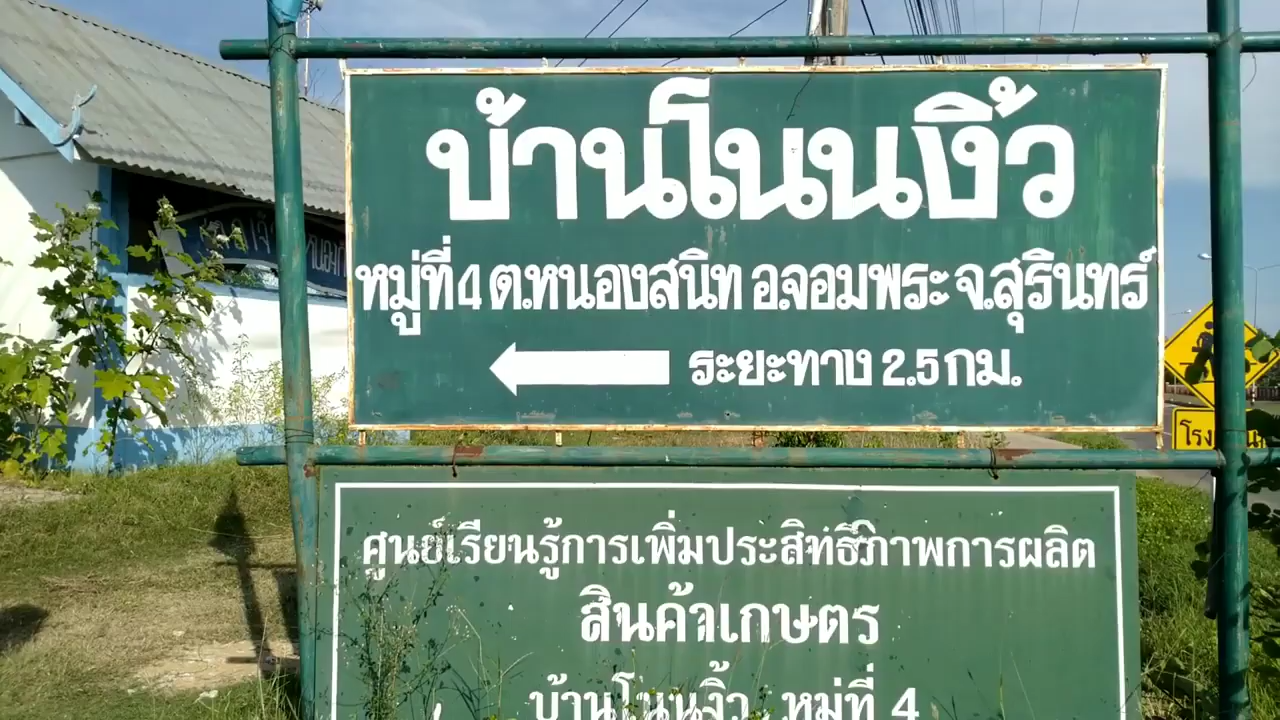 บ้านโนนงิ้ว
หมู่ที่ 4 ต.หนองสนิท อ.จอมพระ จ.สุรินทร์
ระยะทาง 2.5 กม.
ศูนย์เรียนรู้การเพิ่มประสิทธิภาพการผลิต
สินค้าเกษตร
บ้านโนนงิ้ว หมู่ที่ 4